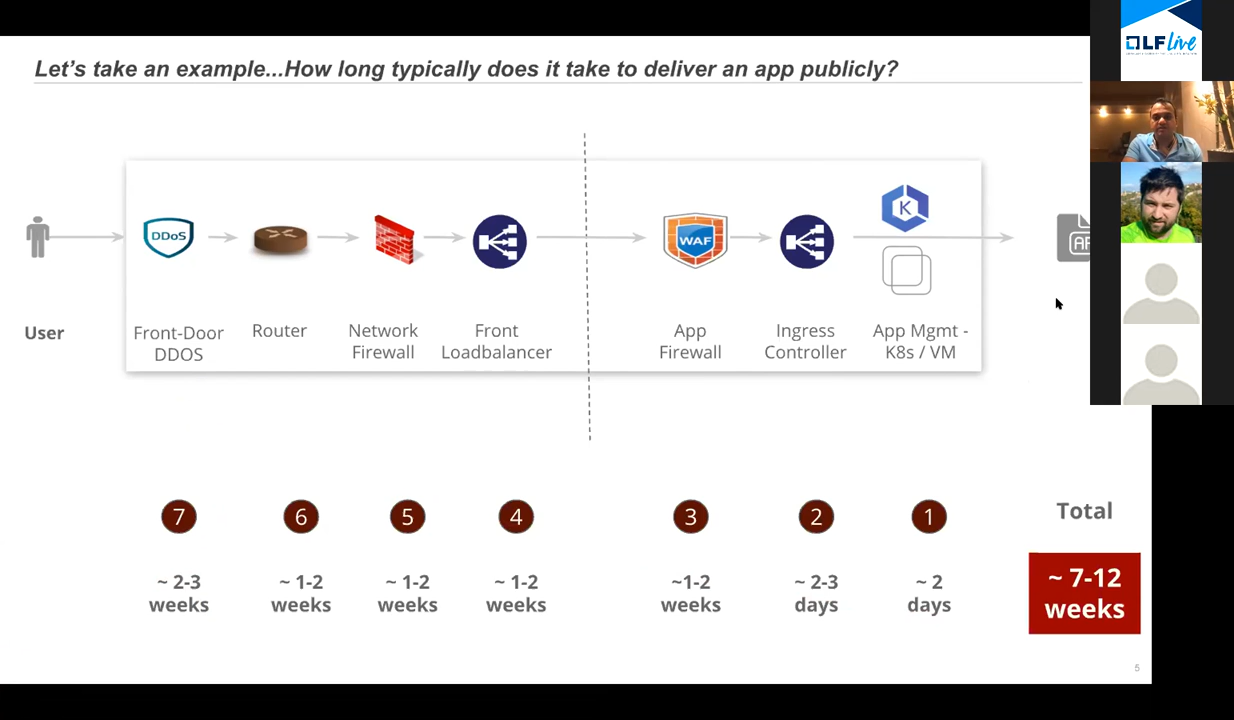 Let's take an example...How long typically does it take to deliver an app publicly?
LF Live
DDoS
WAF
K
User
Front-Door
DDOS
Router
Network
Firewall
Front
Loadbalancer
App
Firewall
Ingress
Controller
App Mgmt -
K8s / VM
7
6
5
4
3
2
1
Total
~ 2-3
weeks
~ 1-2
weeks
~ 1-2
weeks
~ 1-2
weeks
~1-2
weeks
~ 2-3
days
~ 2
days
~ 7-12
weeks
5